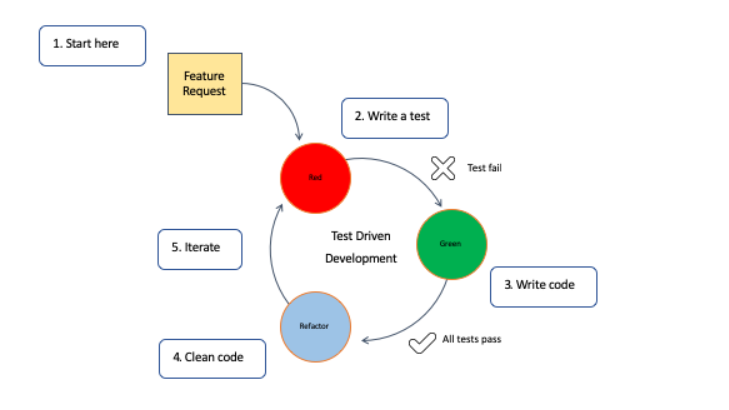 1. Start here
Feature
Request
2. Write a test
Red
Test fail
Test Driven
Development
Green
5. Iterate
3. Write code
Refactor
All tests pass
4. Clean code